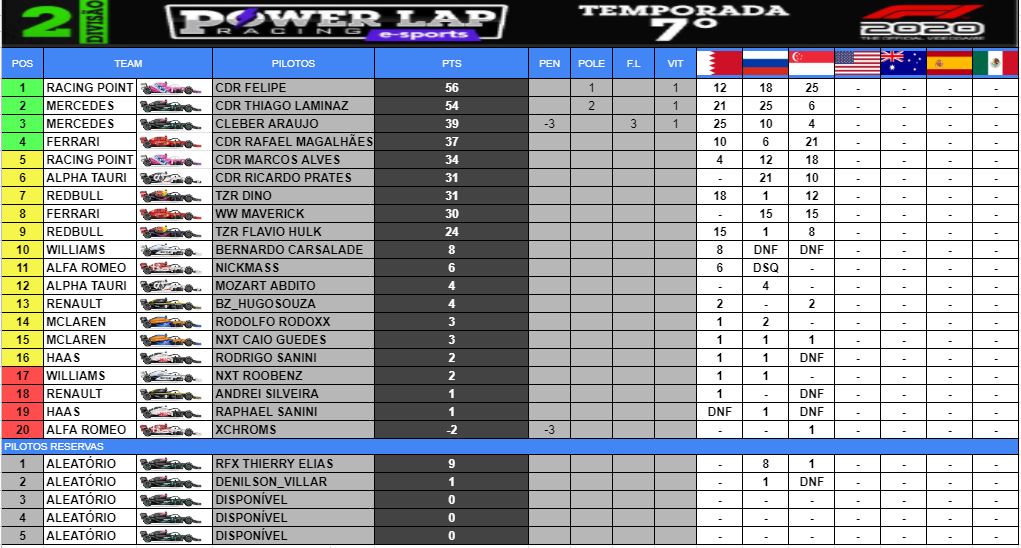 2 DIVISÃO POWER LAP TEMPORADA F1
RACING e-sports 7º 2020
THE OFFICIAL VIDEOGAME
POS TEAM PILOTOS PTS PEN POLE F.L VIT
1 RACING POINT CDR FELIPE 56 1 1 12 18 25 - - - -
2 MERCEDES CDR THIAGO LAMINAZ 54 2 1 21 25 6 - - - -
3 MERCEDES CLEBER ARAUJO 39 -3 3 1 25 10 4 - - - -
4 FERRARI CDR RAFAEL MAGALHÃES 37 10 6 21 - - - -
5 RACING POINT CDR MARCOS ALVES 34 4 12 18 - - - -
6 ALPHA TAURI CDR RICARDO PRATES 31 - 21 10 - - - -
7 REDBULL TZR DINO 31 18 1 12 - - - -
8 FERRARI WW MAVERICK 30 - 15 15 - - - -
9 REDBULL TZR FLAVIO HULK 24 15 1 8 - - - -
10 WILLIAMS BERNARDO CARSALADE 8 8 DNF DNF - - - -
11 ALFA ROMEO NICKMASS 6 6 DSQ - - - - -
12 ALPHA TAURI MOZART ABDITO 4 - 4 - - - - -
13 RENAULT BZ_HUGOSOUZA 4 2 - 2 - - - -
14 MCLAREN RODOLFO RODOXX 3 1 2 - - - - -
15 MCLAREN NXT CAIO GUEDES 3 1 1 1 - - - -
16 HAAS RODRIGO SANINI 2 1 1 DNF - - - -
17 WILLIAMS NXT ROOBENZ 2 1 1 - - - - -
18 RENAULT ANDREI SILVEIRA 1 1 - DNF - - - -
19 HAAS RAPHAEL SANINI 1 DNF 1 DNF - - - -
20 ALFA ROMEO XCHROMS -2 -3 - - 1 - - - -
PILOTOS RESERVAS
1 ALEATÓRIO RFX THIERRY ELIAS 9 - 8 1 - - - -
2 ALEATÓRIO DENILSON_VILLAR 1 - 1 DNF - - - -
3 ALEATÓRIO DISPONÍVEL 0 - - - - - - -
4 ALEATÓRIO DISPONÍVEL 0 - - - - - - -
5 ALEATÓRIO DISPONÍVEL 0 - - - - - - -